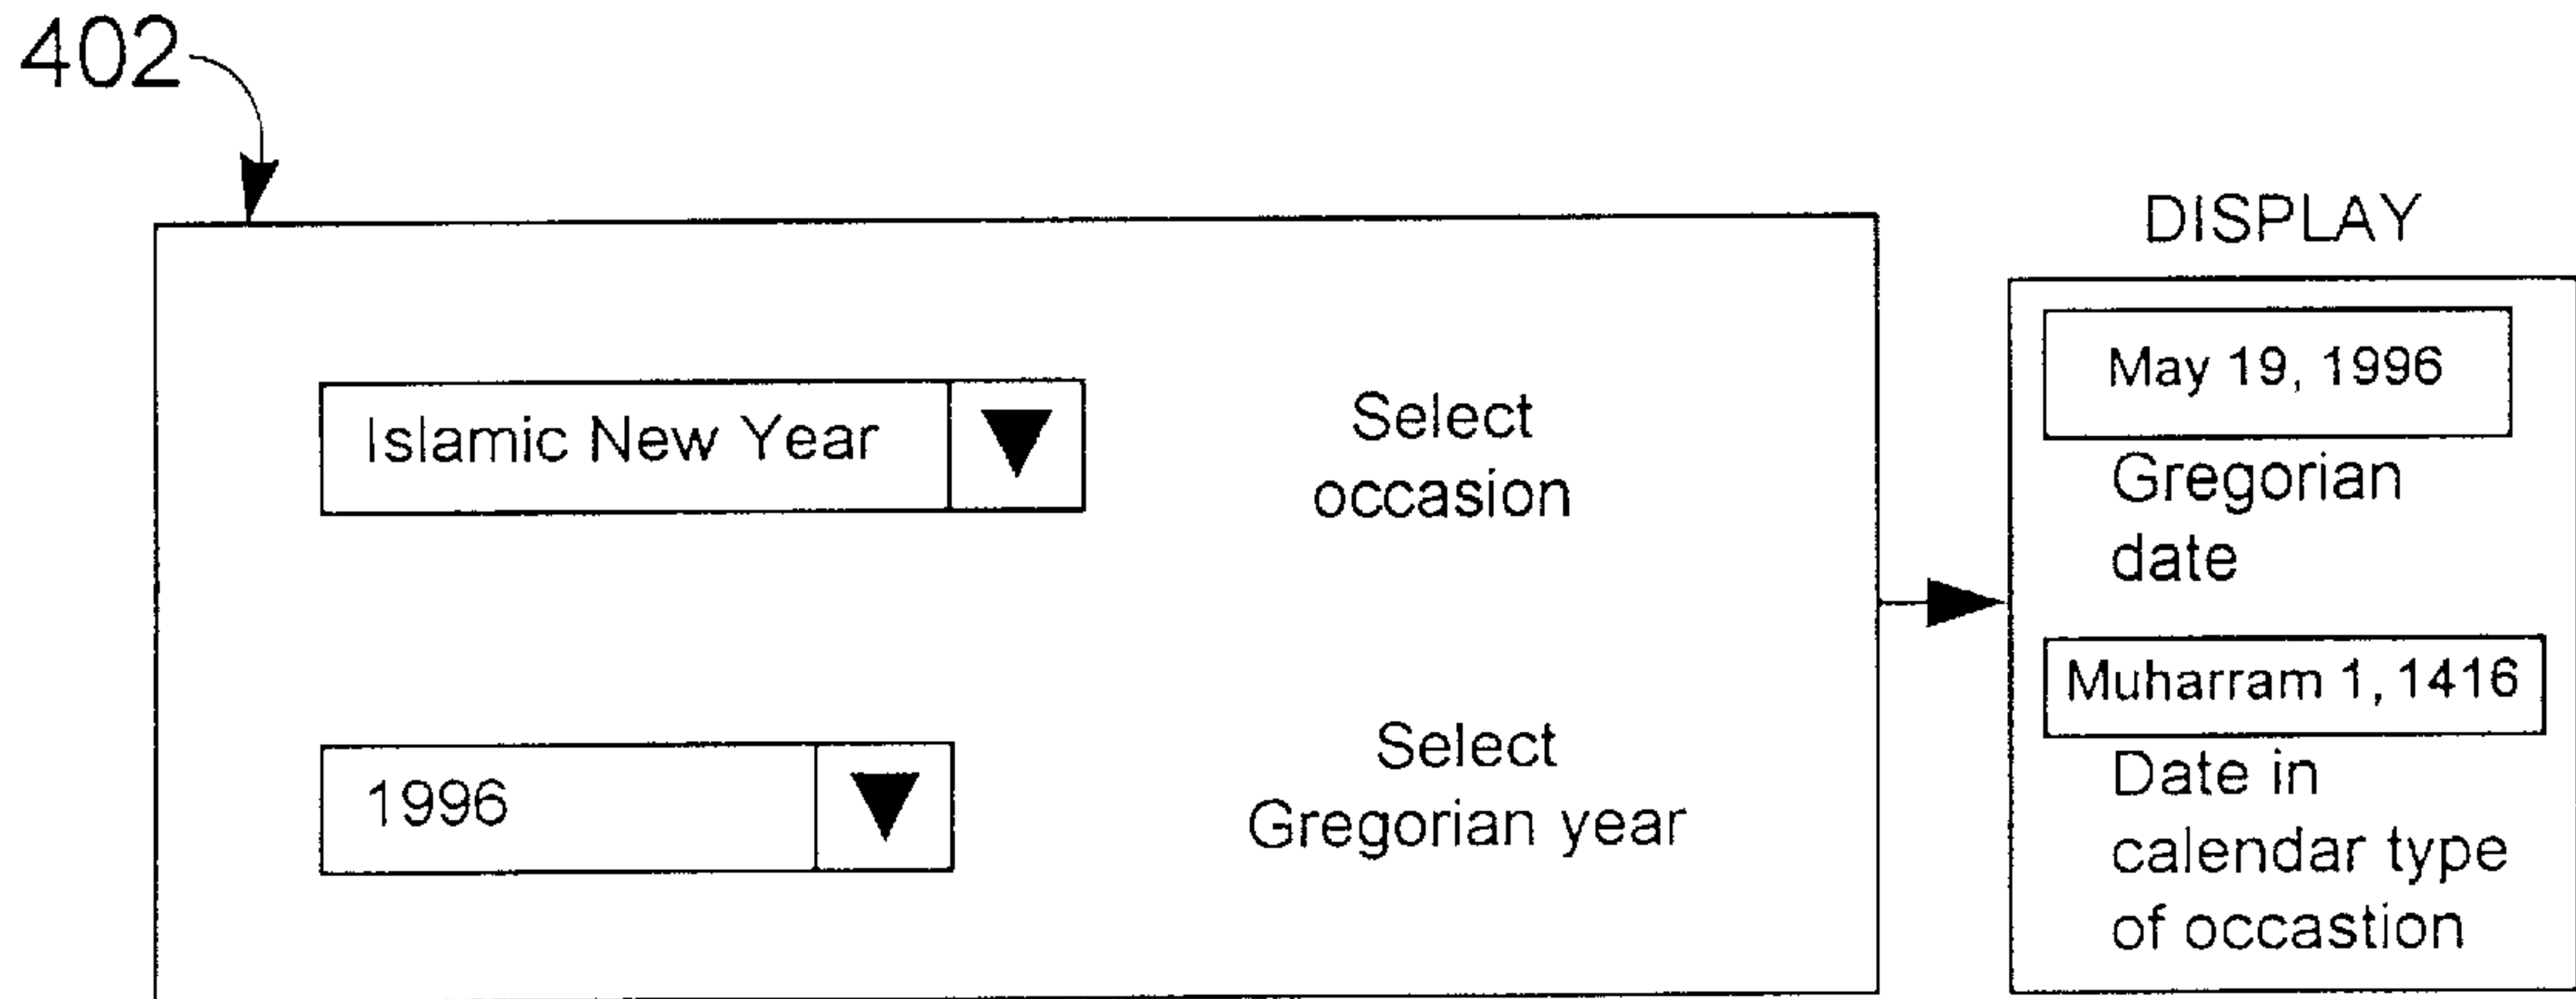 402
Islamic New Year
Select
occasion
1996
Select
Gregorian year
DISPLAY
May 19, 1996
Gregorian
date
Muharram 1, 1416
Date in
calendar type
of occastion